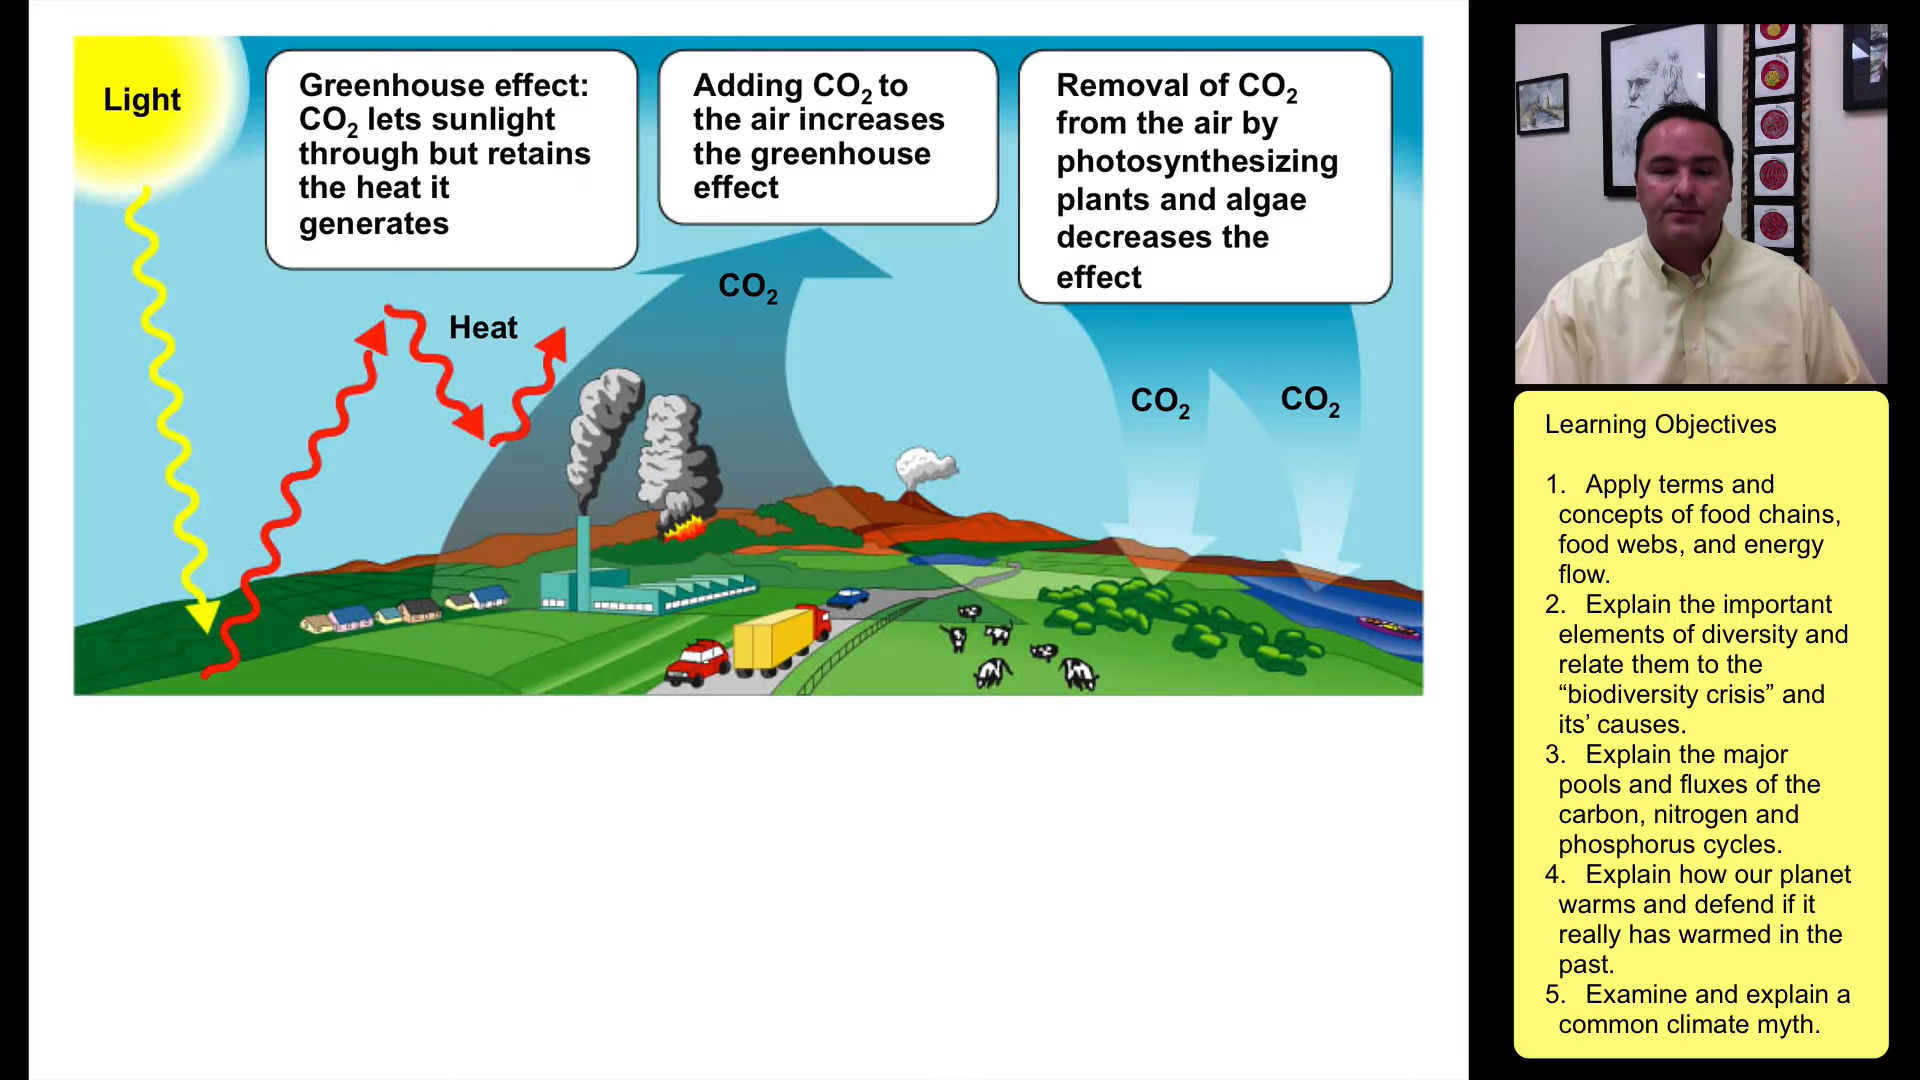 Light
Greenhouse effect:
CO2 lets sunlight
through but retains
the heat it
generates
Adding CO2 to
the air increases
the greenhouse
effect
Removal of CO2
from the air by
photosynthesizing
plants and algae
decreases the
effect
CO2
Heat
CO2
CO2
Learning Objectives
1. Apply terms and
concepts of food chains,
food webs, and energy
flow.
2. Explain the important
elements of diversity and
relate them to the
“biodiversity crisis” and
its’ causes.
3. Explain the major
pools and fluxes of the
carbon, nitrogen and
phosphorus cycles.
4. Explain how our planet
warms and defend if it
really has warmed in the
past.
5. Examine and explain a
common climate myth.